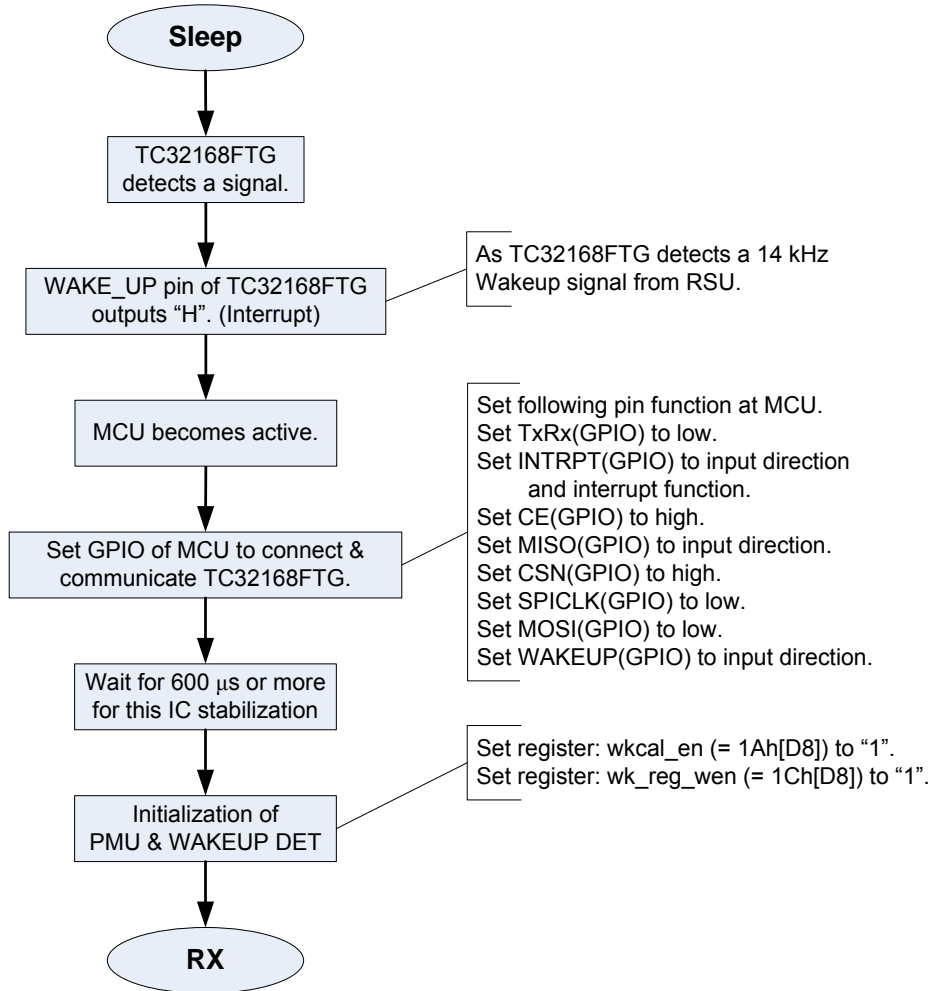 Sleep
TC32168FTG
detects a signal.
WAKE_UP pin of TC32168FTG
outputs “H”. (Interrupt)
As TC32168FTG detects a 14 kHz
Wakeup signal from RSU.
MCU becomes active.
Set GPIO of MCU to connect &
communicate TC32168FTG.
Set following pin function at MCU.
Set TxRx(GPIO) to low.
Set INTRPT(GPIO) to input direction
and interrupt function.
Set CE(GPIO) to high.
Set MISO(GPIO) to input direction.
Set CSN(GPIO) to high.
Set SPICLK(GPIO) to low.
Set MOSI(GPIO) to low.
Set WAKEUP(GPIO) to input direction.
Wait for 600 μs or more
for this IC stabilization
Initialization of
PMU & WAKEUP DET
Set register: wkcal_en (= 1Ah[D8]) to “1”.
Set register: wk_reg_wen (= 1Ch[D8]) to “1”.
RX